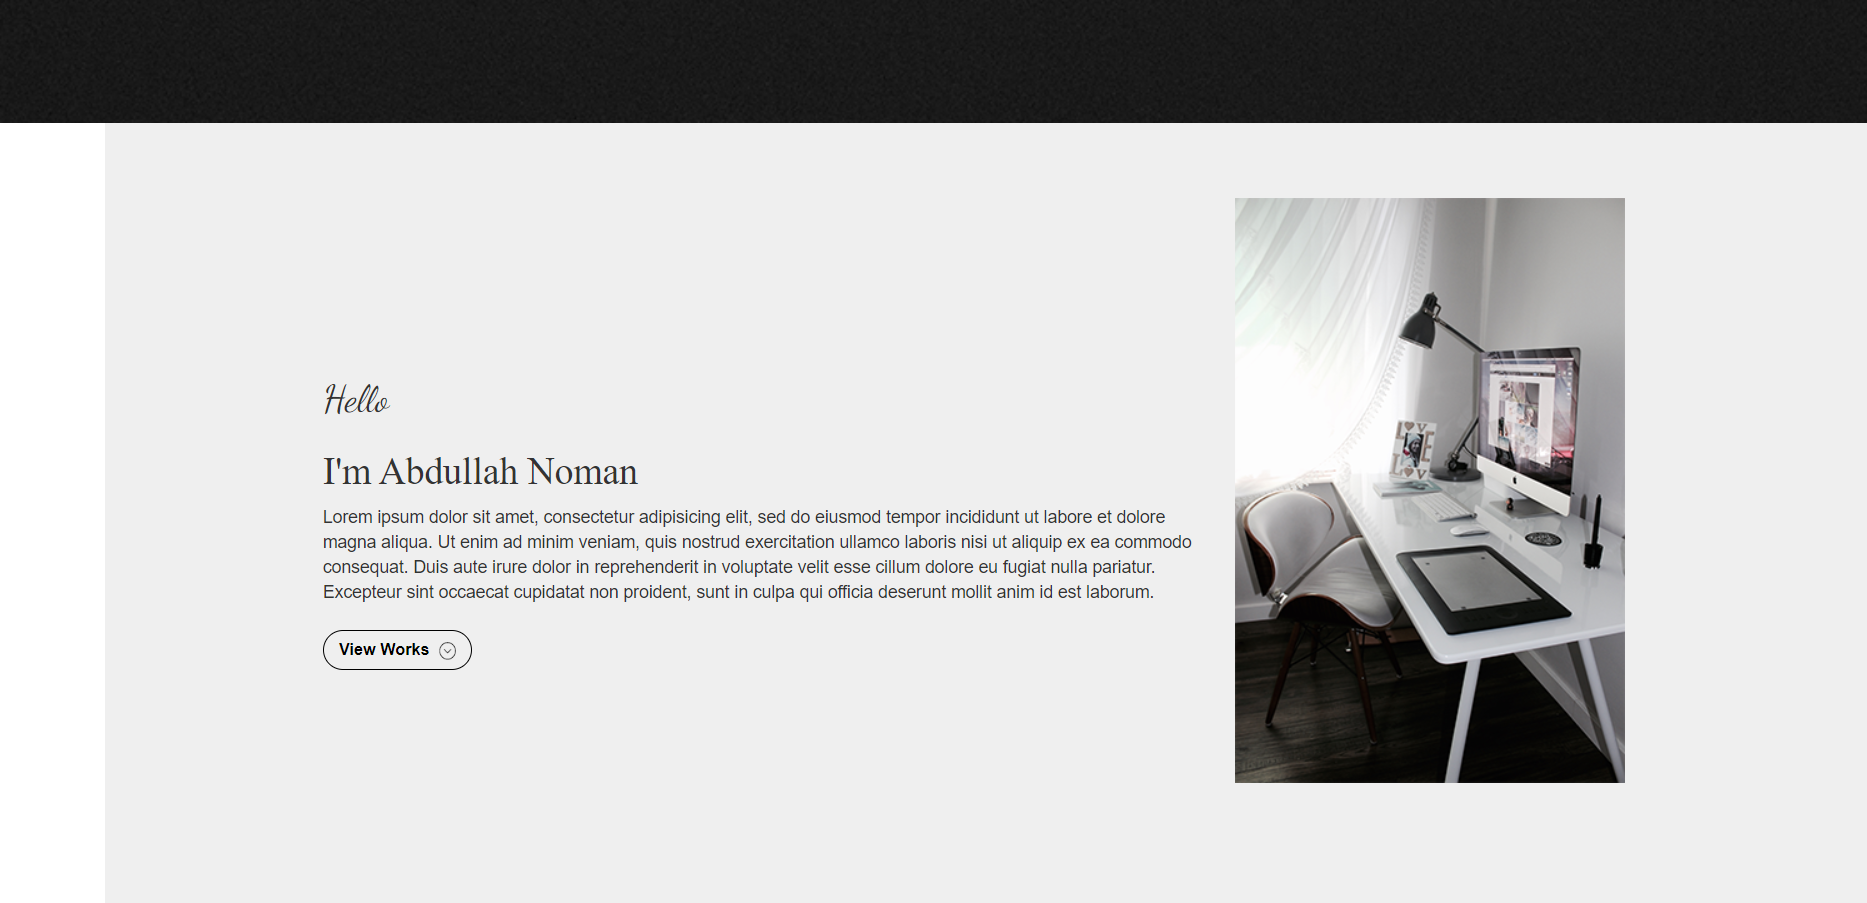 Hello
I'm Abdullah Noman
Lorem ipsum dolor sit amet, consectetur adipisicing elit, sed do eiusmod tempor incididunt ut labore et dolore
magna aliqua. Ut enim ad minim veniam, quis nostrud exercitation ullamco laboris nisi ut aliquip ex ea commodo
consequat. Duis aute irure dolor in reprehenderit in voluptate velit esse cillum dolore eu fugiat nulla pariatur.
Excepteur sint occaecat cupidatat non proident, sunt in culpa qui officia deserunt mollit anim id est laborum.
View Works